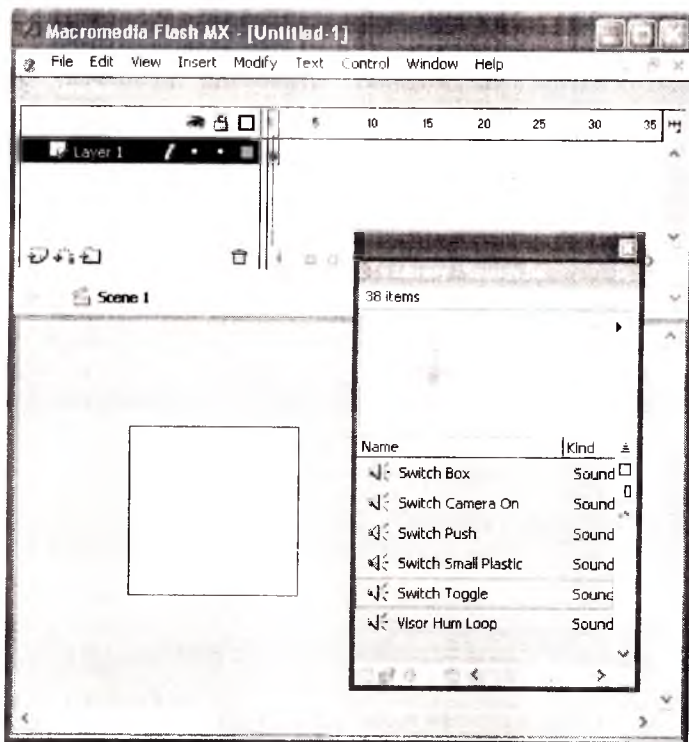 Macromedia Flash MX - [Untitled-1]
File Edit View Insert Modify Text Control Window Help
5 10 15 20 25 30 35
Layer 1
Scene 1
38 items
Name Kind
Switch Box Sound
Switch Camera On Sound
Switch Push Sound
Switch Small Plastic Sound
Switch Toggle Sound
Visor Hum Loop Sound